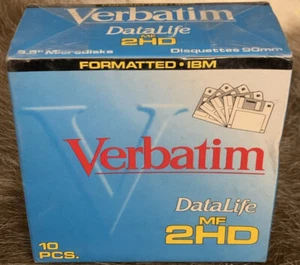 Verbatim
DataLife
MF
2HD
3.5" Microdisks
Disquettes 90mm
FORMATTED • IBM
Verbatim
DataLife
MF
2HD
10
PCS.